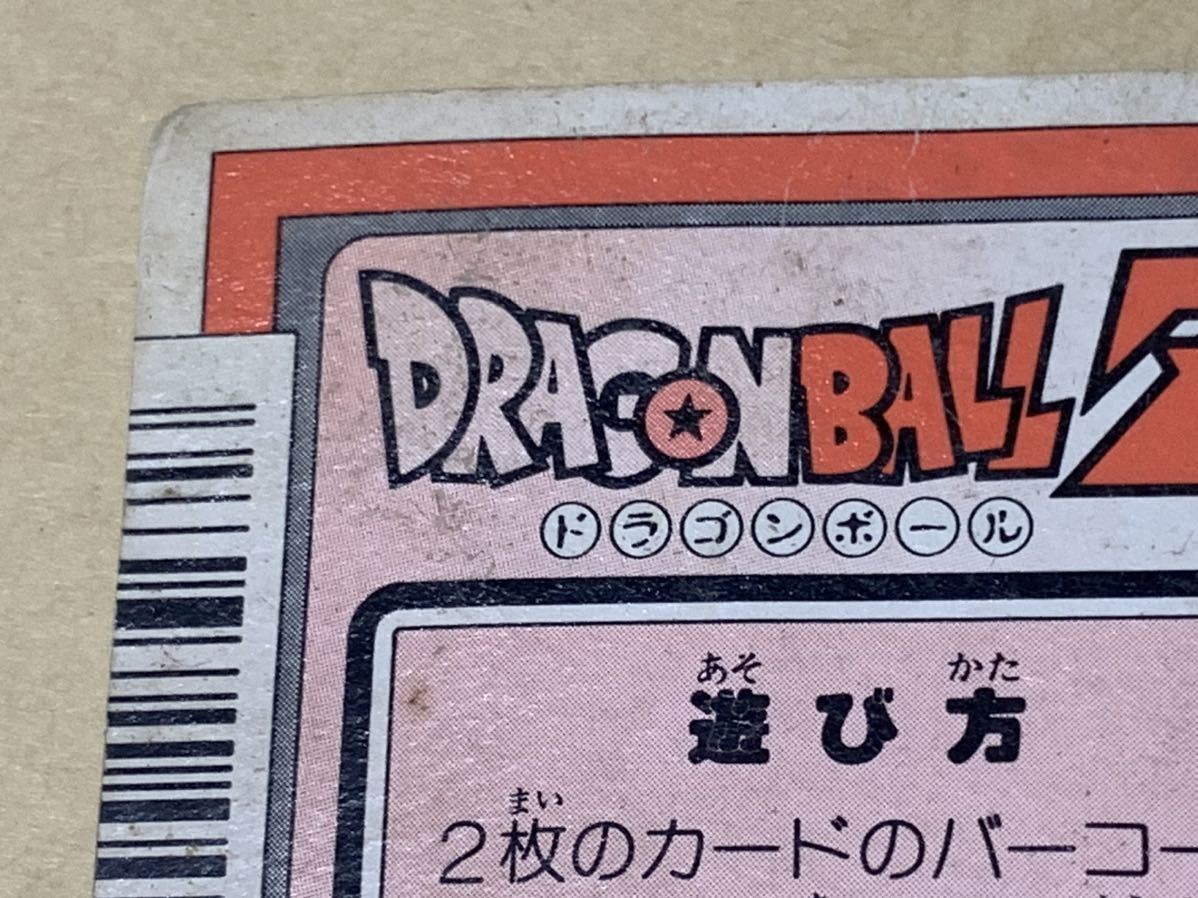 DRAGONBALL Z
ドラゴンボール
あそ かた
遊び方
まい
2枚のカードのバーコー